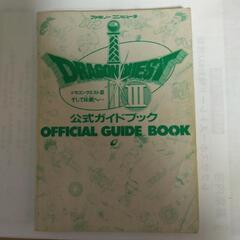 ファミリーコンピュータ
DRAGON QUEST
III
ドラゴンクエストIII
そして伝説へ…
公式ガイドブック
OFFICIAL GUIDE BOOK